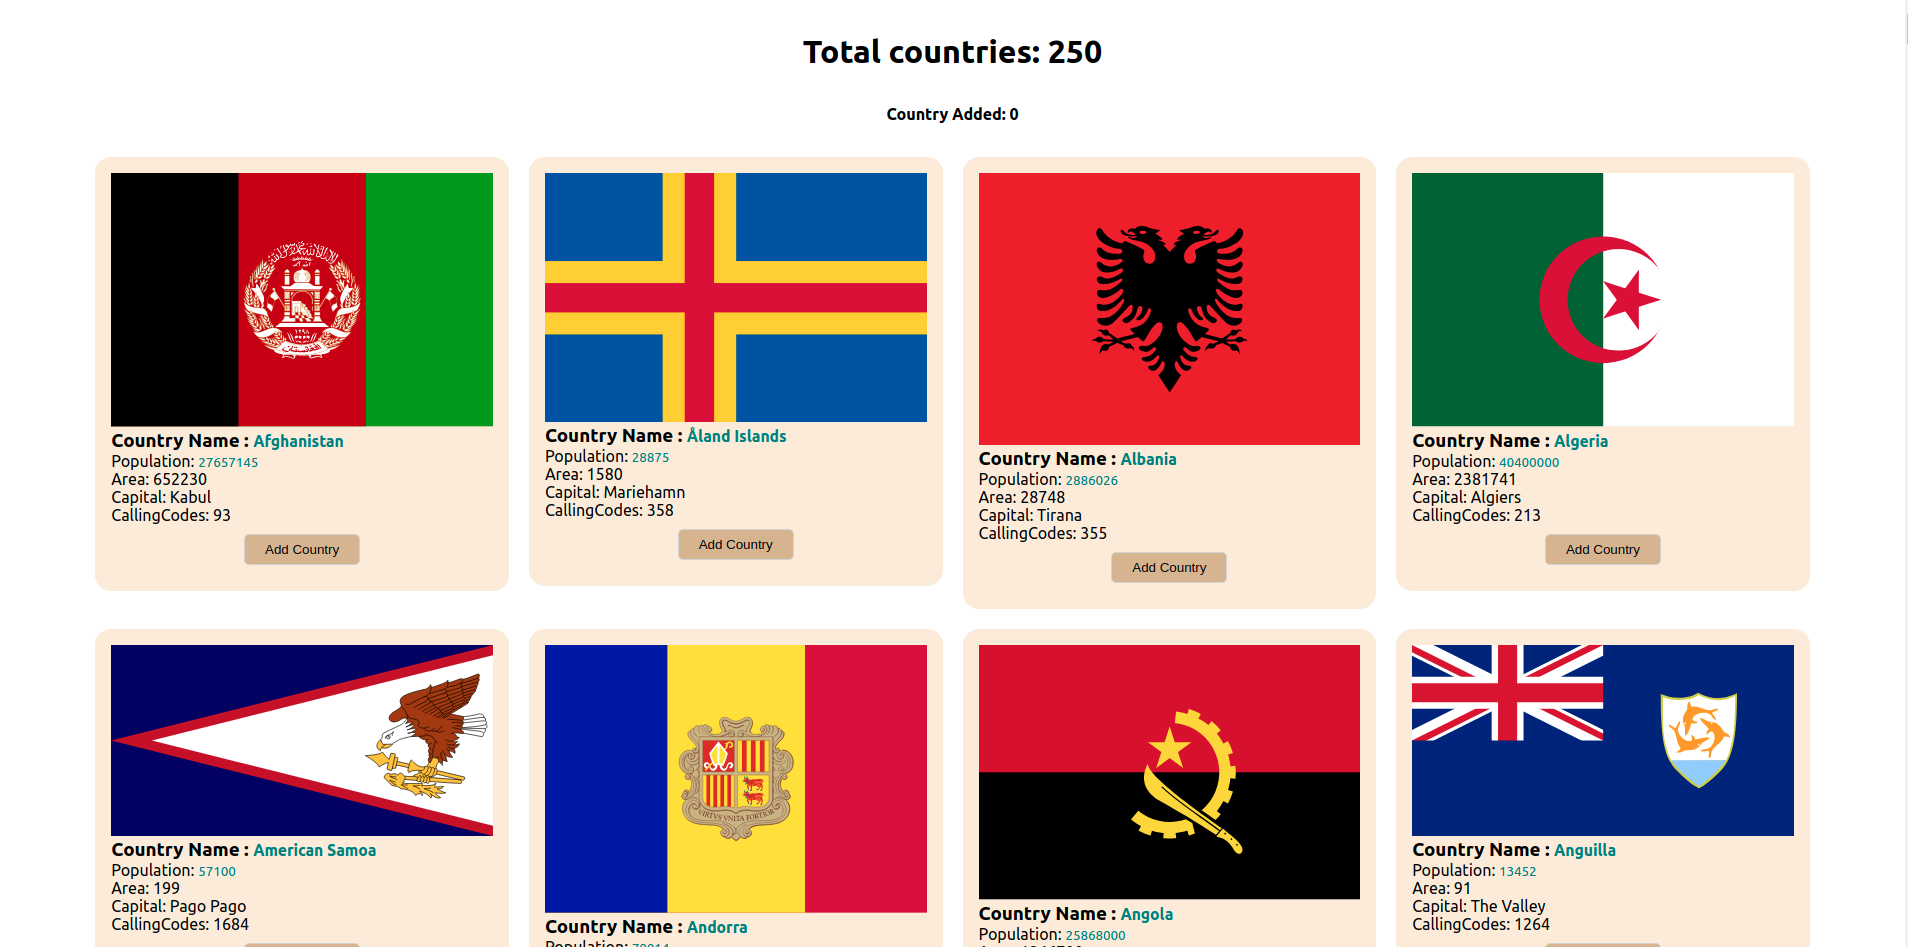 Total countries: 250
Country Added: 0
Country Name : Afghanistan
Population: 27657145
Area: 652230
Capital: Kabul
CallingCodes: 93
Add Country
Country Name : Åland Islands
Population: 28875
Area: 1580
Capital: Mariehamn
CallingCodes: 358
Add Country
Country Name : Albania
Population: 2886026
Area: 28748
Capital: Tirana
CallingCodes: 355
Add Country
Country Name : Algeria
Population: 40400000
Area: 2381741
Capital: Algiers
CallingCodes: 213
Add Country
Country Name : American Samoa
Population: 57100
Area: 199
Capital: Pago Pago
CallingCodes: 1684
VIRTVS VNITA FORTIOR
Country Name : Andorra
Population: 78014
Country Name : Angola
Population: 25868000
Country Name : Anguilla
Population: 13452
Area: 91
Capital: The Valley
CallingCodes: 1264